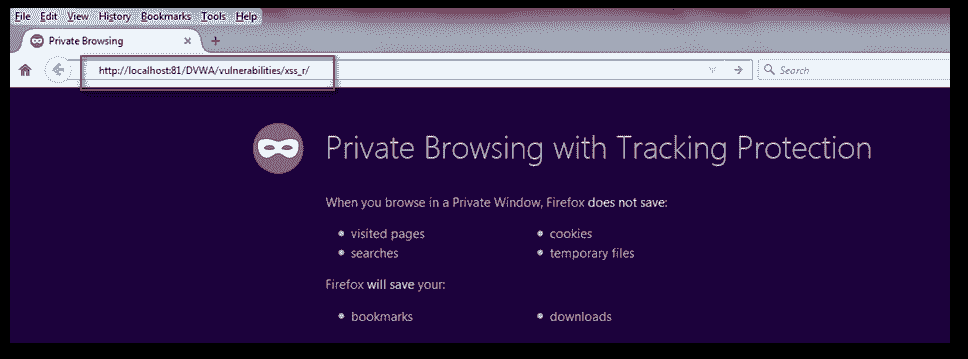 File Edit View History Bookmarks Tools Help
Private Browsing × +
http://localhost:81/DVWA/vulnerabilities/xss_r/ Search
Private Browsing with Tracking Protection
When you browse in a Private Window, Firefox does not save:
• visited pages • cookies
• searches • temporary files
Firefox will save your:
• bookmarks • downloads